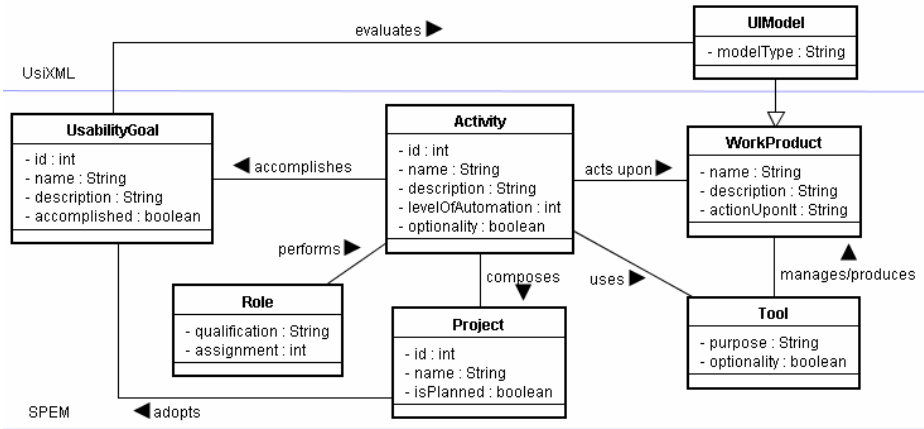 evaluates
UIModel
- modelType : String
UsiXML
UsabilityGoal
- id : int
- name : String
- description : String
- accomplished : boolean
accomplishes
Activity
- id : int
- name : String
- description : String
- levelOfAutomation : int
- optionality : boolean
acts upon
WorkProduct
- name : String
- description : String
- actionUponIt : String
performs
composes
uses
manages/produces
Role
- qualification : String
- assignment : int
Project
- id : int
- name : String
- isPlanned : boolean
Tool
- purpose : String
- optionality : boolean
SPEM
adopts